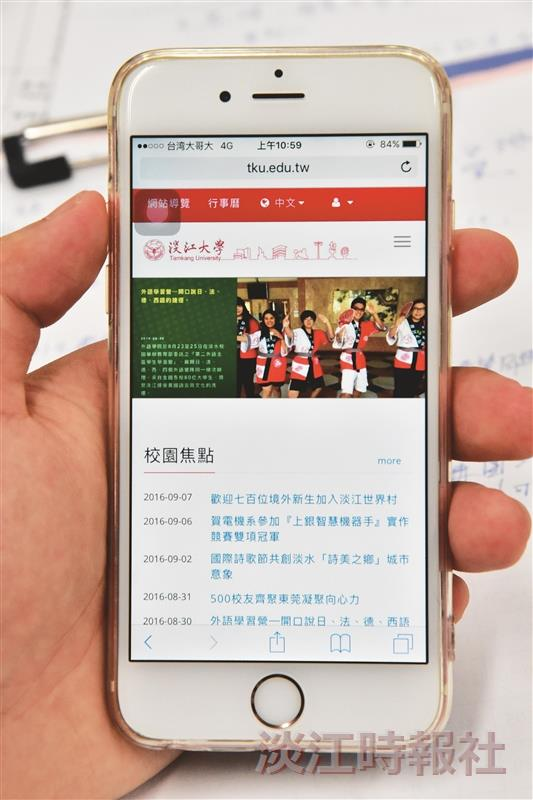 台湾大哥大 4G 上午10:59 84%
tku.edu.tw
網站導覽 行事曆 中文
淡江大學
Tamkang University
外語學習營一開口說日、法、
德、西語的捷徑。
校園焦點
more
2016-09-07 歡迎七百位境外新生加入淡江世界村
2016-09-06 賀電機系參加『上銀智慧機器手』實作
競賽雙項冠軍
2016-09-02 國際詩歌節共創淡水「詩美之鄉」城市
意象
2016-08-31 500校友齊聚東莞凝聚向心力
2016-08-30 外語學習營一開口說日、法、德、西語
淡江時報社